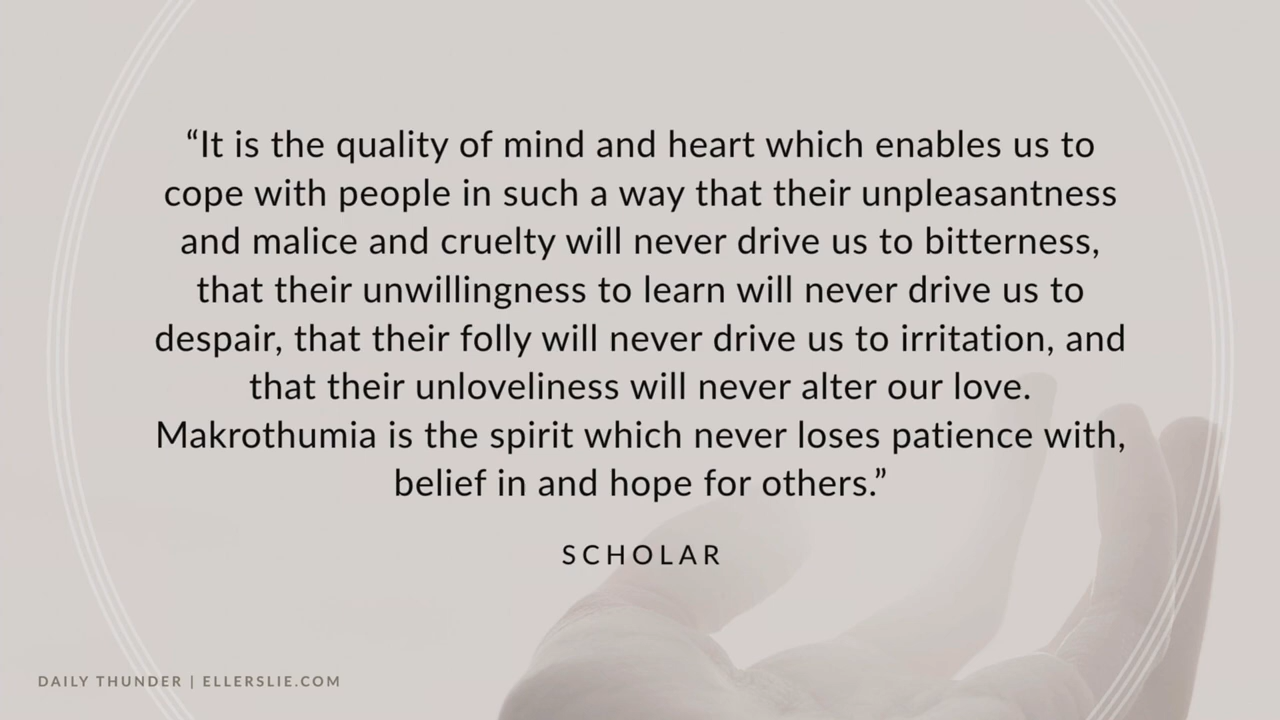 “It is the quality of mind and heart which enables us to
cope with people in such a way that their unpleasantness
and malice and cruelty will never drive us to bitterness,
that their unwillingness to learn will never drive us to
despair, that their folly will never drive us to irritation, and
that their unloveliness will never alter our love.
Makrothumia is the spirit which never loses patience with,
belief in and hope for others.”
SCHOLAR
DAILY THUNDER | ELLERSLIE.COM